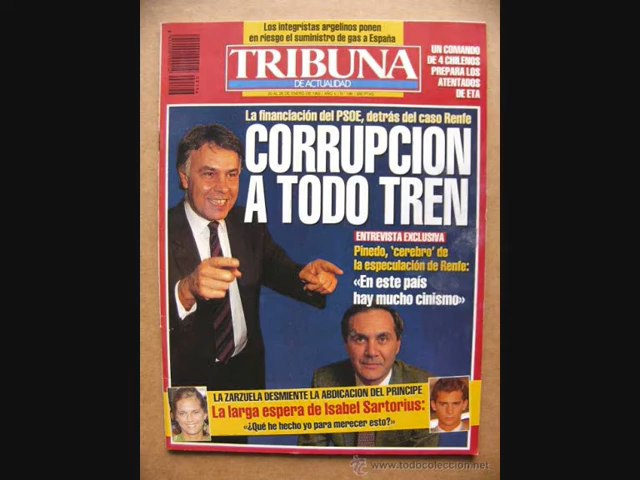 Los integristas argelinos ponen
en riesgo el suministro de gas a España
TRIBUNA
DE ACTUALIDAD
UN COMANDO
DE 4 CHILENOS
PREPARA LOS
ATENTADOS
DE ETA
La financiación del PSOE, detrás del caso Renfe
CORRUPCION
A TODO TREN
ENTREVISTA EXCLUSIVA
Pinedo, 'cerebro' de
la especulación de Renfe:
«En este país
hay mucho cinismo»
LA ZARZUELA DESMIENTE LA ABDICACION DEL PRINCIPE
La larga espera de Isabel Sartorius:
«¿Qué he hecho yo para merecer esto?»
www.todocoleccion.net